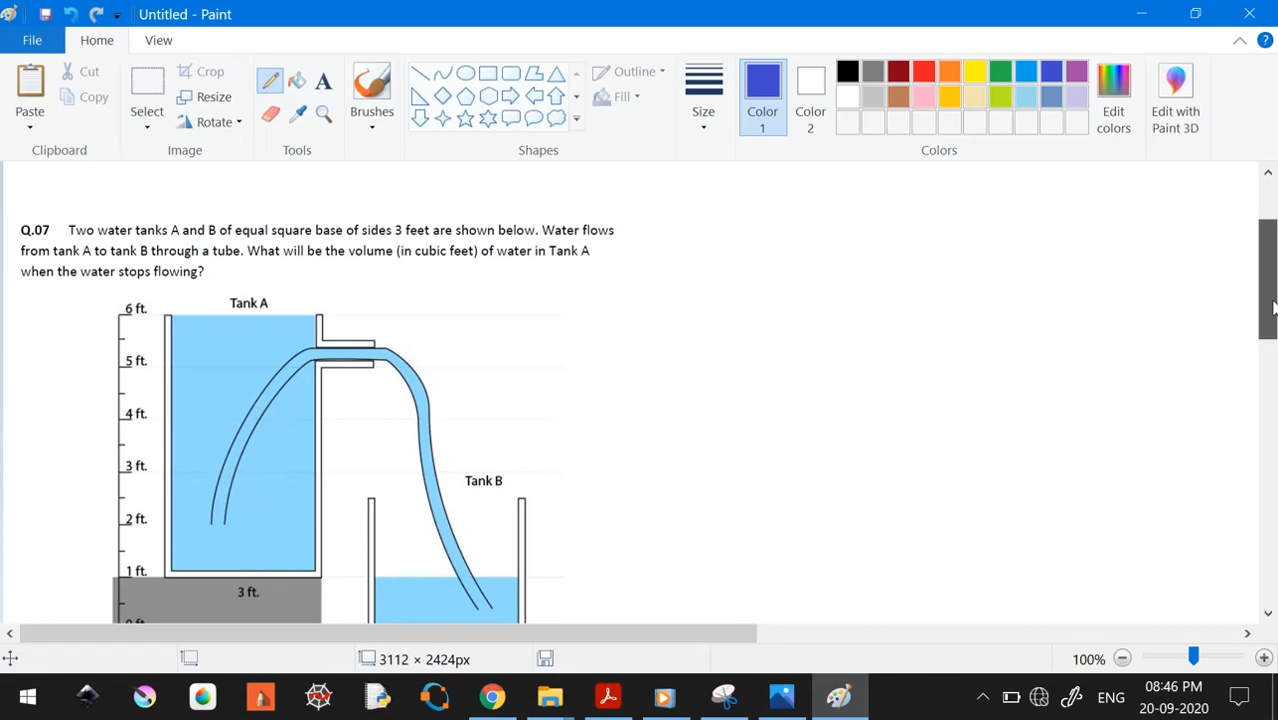 Untitled - Paint
File Home View
Paste
Cut
Copy
Clipboard
Select
Crop
Resize
Rotate
Image
Tools
Brushes
Shapes
Outline
Fill
Size
Color 1
Color 2
Colors
Edit colors
Edit with Paint 3D
Q.07 Two water tanks A and B of equal square base of sides 3 feet are shown below. Water flows
from tank A to tank B through a tube. What will be the volume (in cubic feet) of water in Tank A
when the water stops flowing?
Tank A
6 ft.
5 ft.
4 ft.
3 ft.
Tank B
2 ft.
1 ft.
3 ft.
0 ft.
3112 × 2424px
100%
ENG
08:46 PM
20-09-2020